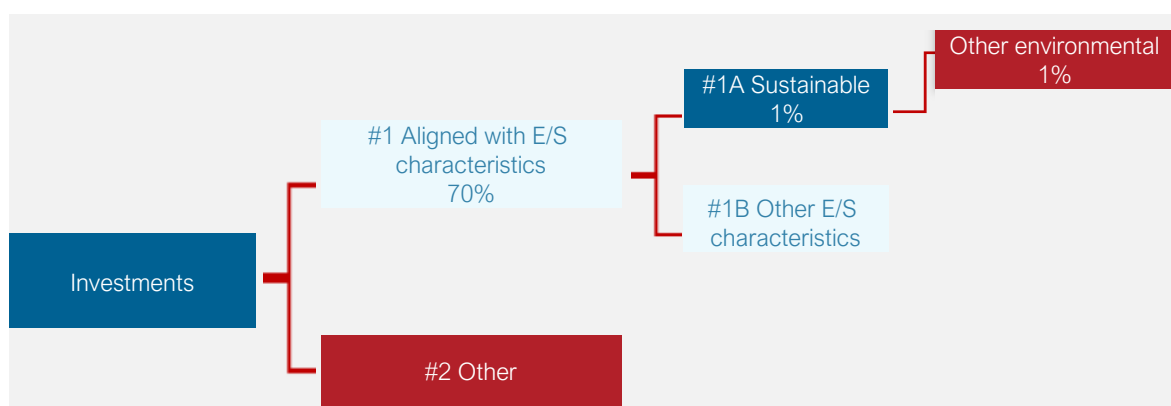 Other environmental
1%
#1A Sustainable
1%
#1 Aligned with E/S
characteristics
70%
#1B Other E/S
characteristics
Investments
#2 Other